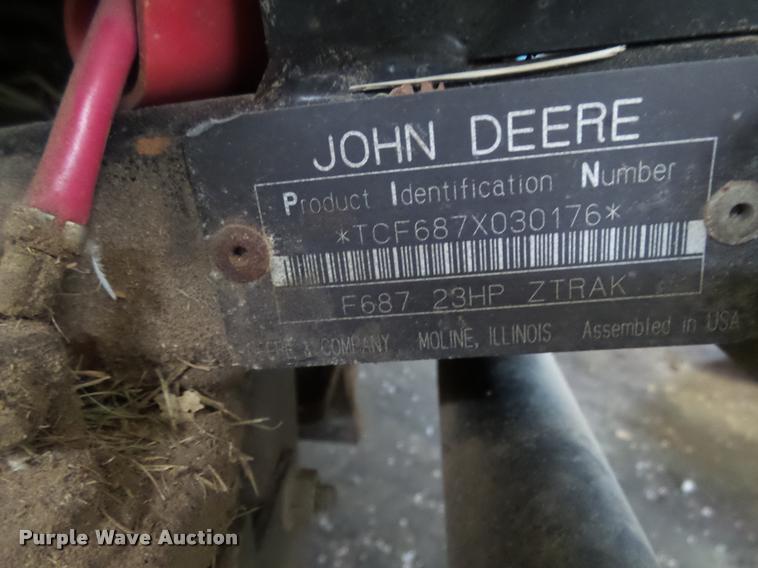 JOHN DEERE
Product Identification Number
*TCF687X030176*
F687 23HP ZTRAK
& COMPANY MOLINE, ILLINOIS Assembled in USA
Purple Wave Auction